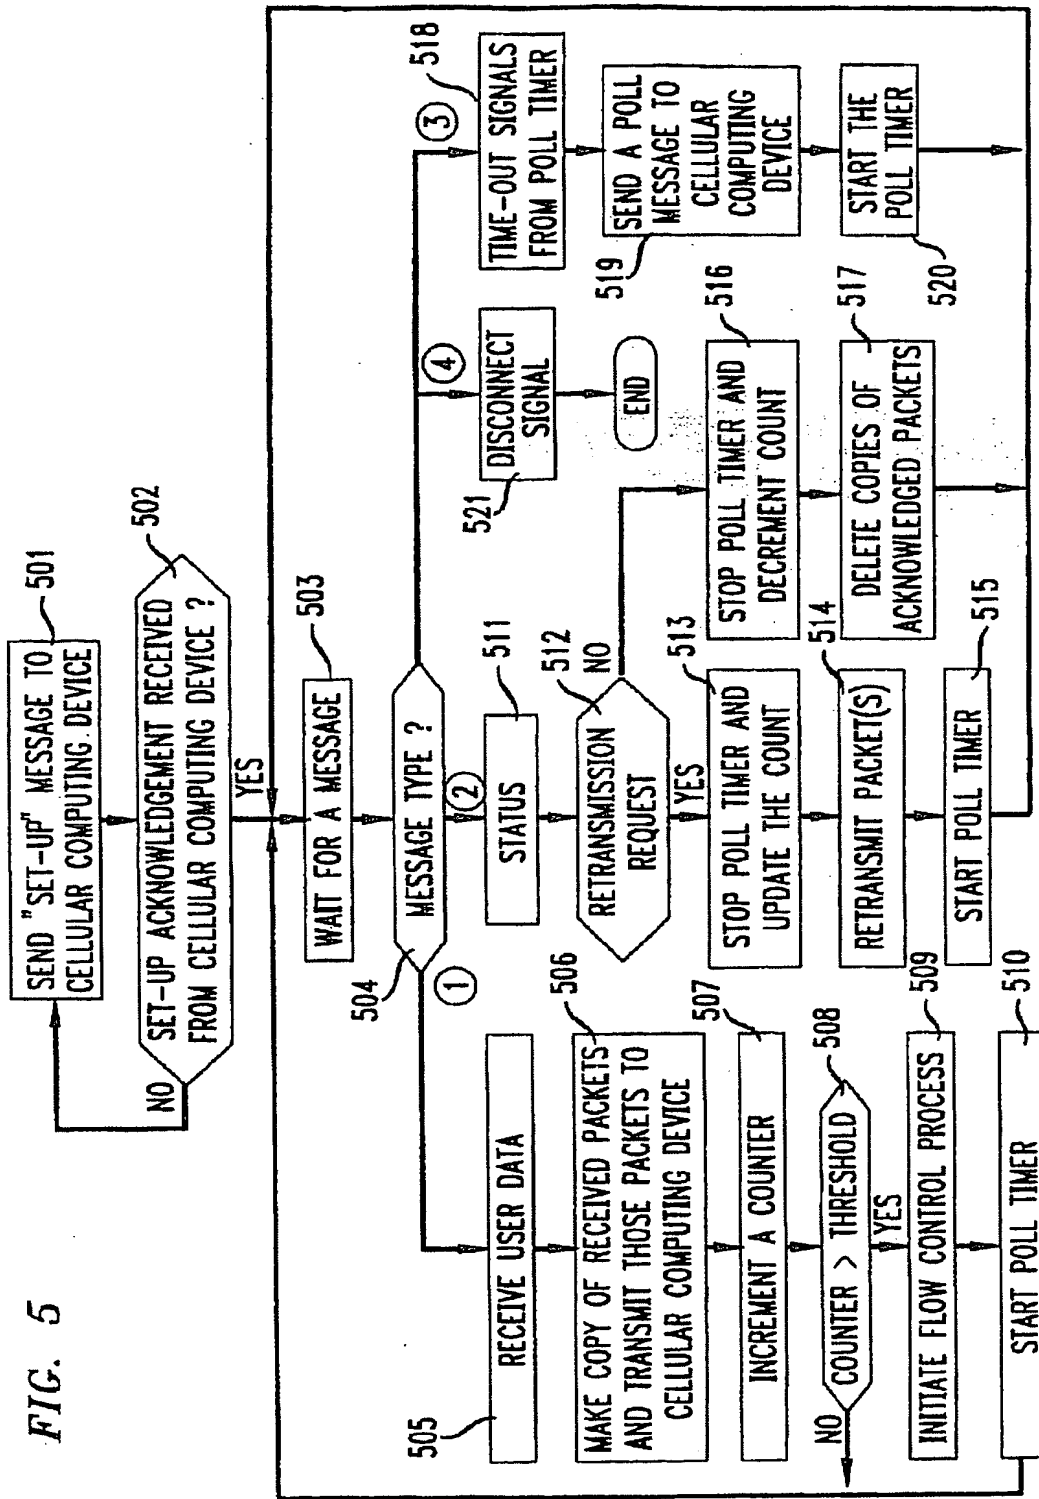 FIG. 5
SEND "SET-UP" MESSAGE TO
CELLULAR COMPUTING DEVICE
501
SET-UP ACKNOWLEDGEMENT RECEIVED
FROM CELLULAR COMPUTING DEVICE ?
502
NO
YES
WAIT FOR A MESSAGE
503
MESSAGE TYPE ?
504
1
RECEIVE USER DATA
505
MAKE COPY OF RECEIVED PACKETS
AND TRANSMIT THOSE PACKETS TO
CELLULAR COMPUTING DEVICE
506
INCREMENT A COUNTER
507
COUNTER > THRESHOLD
508
NO
YES
INITIATE FLOW CONTROL PROCESS
509
START POLL TIMER
510
2
STATUS
511
RETRANSMISSION
REQUEST
512
NO
YES
STOP POLL TIMER AND
UPDATE THE COUNT
513
RETRANSMIT PACKET(S)
514
START POLL TIMER
515
STOP POLL TIMER AND
DECREMENT COUNT
516
DELETE COPIES OF
ACKNOWLEDGED PACKETS
517
4
DISCONNECT
SIGNAL
521
END
3
TIME-OUT SIGNALS
FROM POLL TIMER
518
SEND A POLL
MESSAGE TO
CELLULAR
COMPUTING
DEVICE
519
START THE
POLL TIMER
520